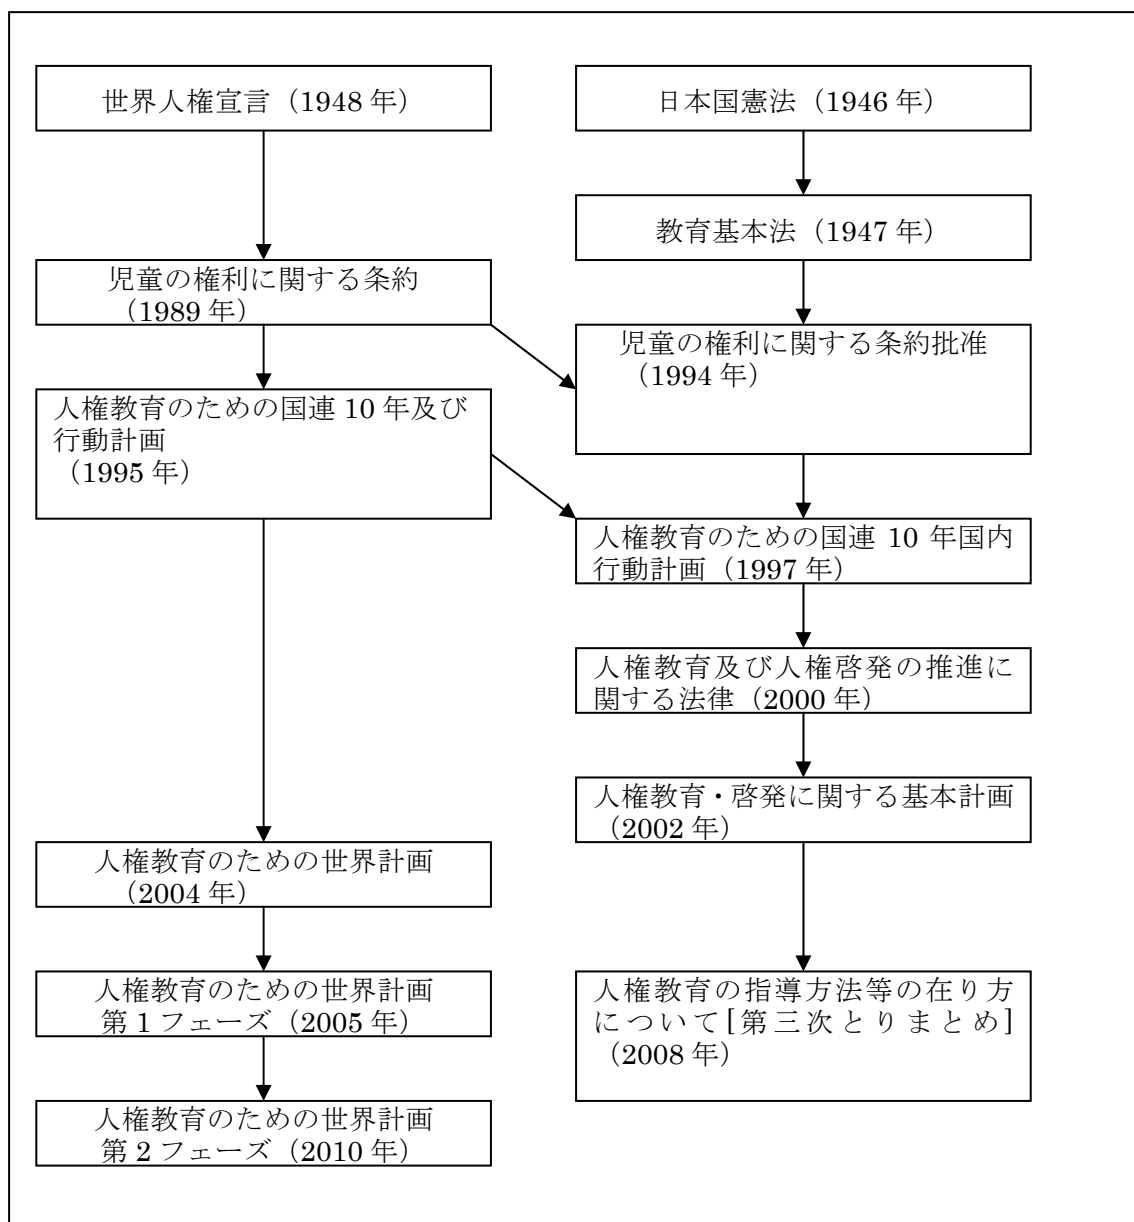 世界人権宣言（1948 年）
日本国憲法（1946 年）
教育基本法（1947 年）
児童の権利に関する条約
（1989 年）
児童の権利に関する条約批准
（1994 年）
人権教育のための国連 10 年及び
行動計画
（1995 年）
人権教育のための国連 10 年国内
行動計画（1997 年）
人権教育及び人権啓発の推進に
関する法律（2000 年）
人権教育・啓発に関する基本計画
（2002 年）
人権教育のための世界計画
（2004 年）
人権教育のための世界計画
第 1 フェーズ（2005 年）
人権教育の指導方法等の在り方
について[第三次とりまとめ]
（2008 年）
人権教育のための世界計画
第 2 フェーズ（2010 年）